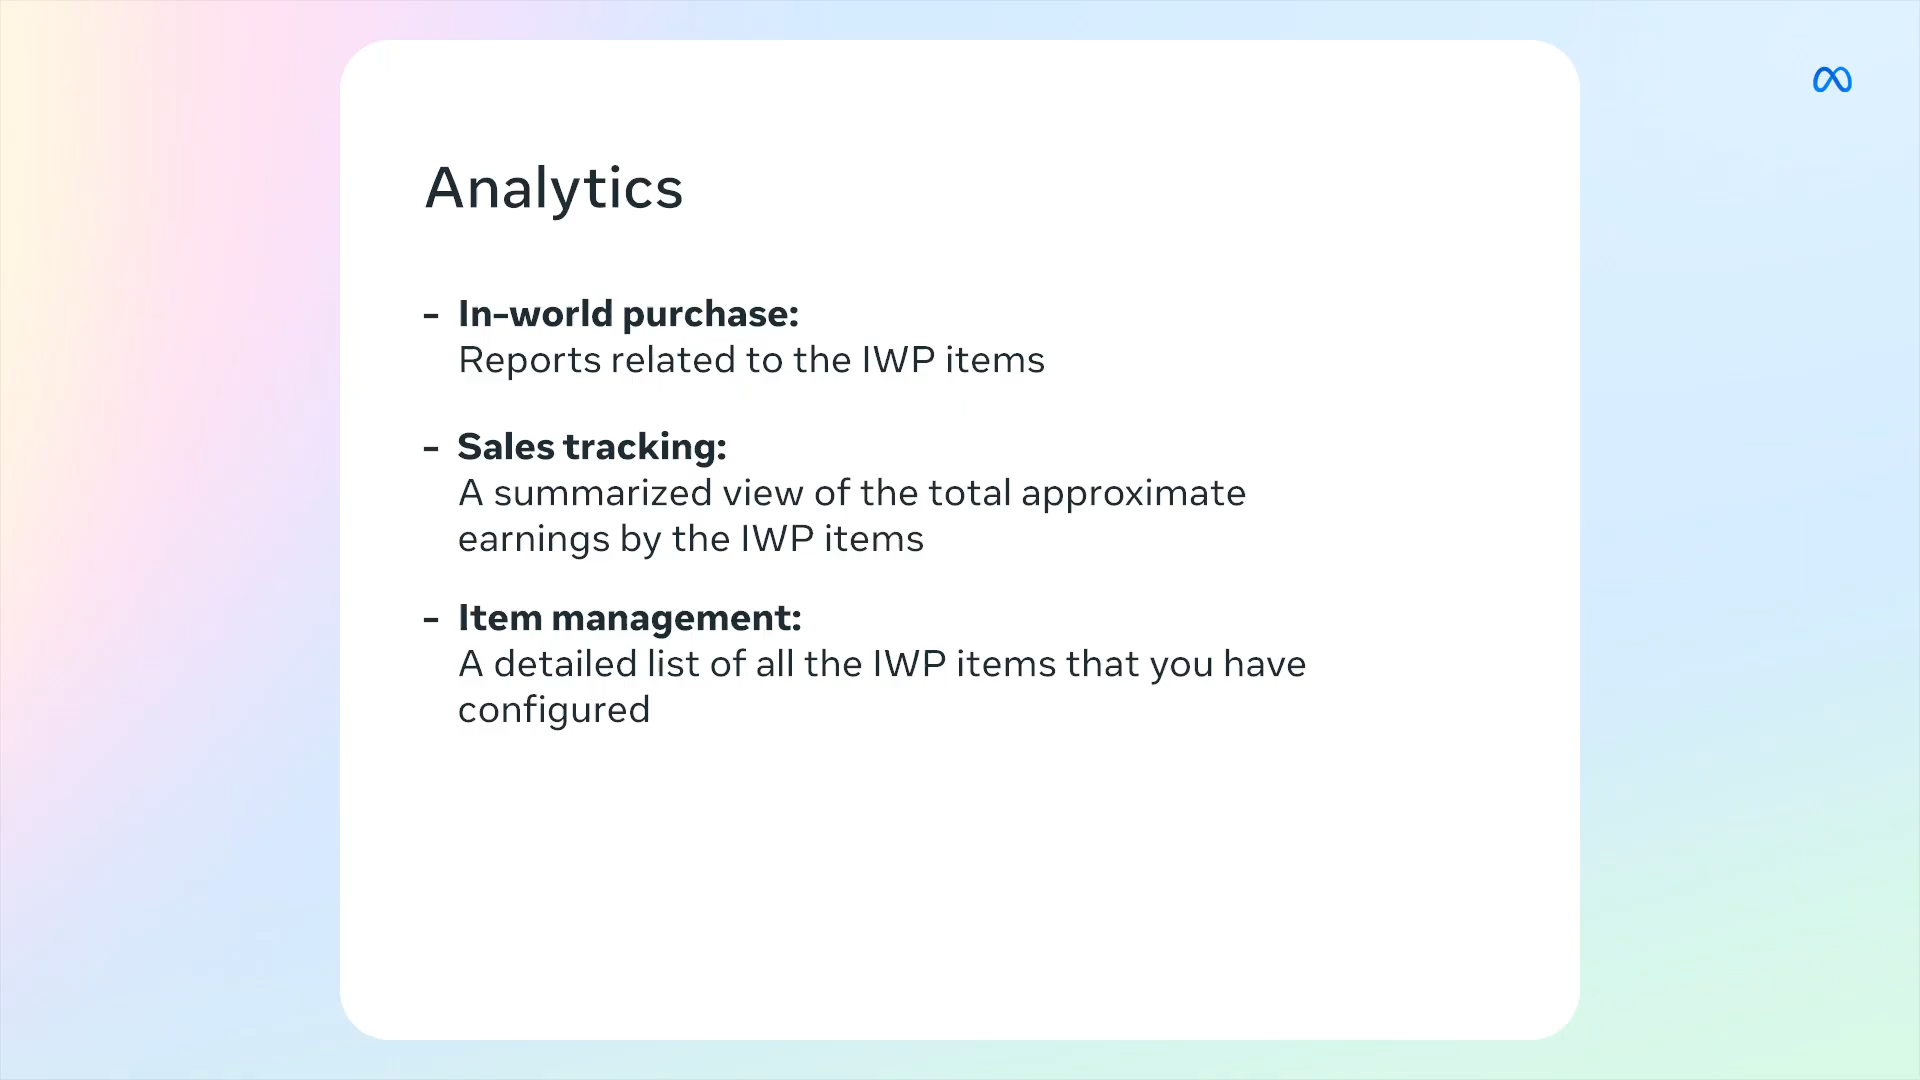 Analytics
- In-world purchase:
Reports related to the IWP items
- Sales tracking:
A summarized view of the total approximate
earnings by the IWP items
- Item management:
A detailed list of all the IWP items that you have
configured